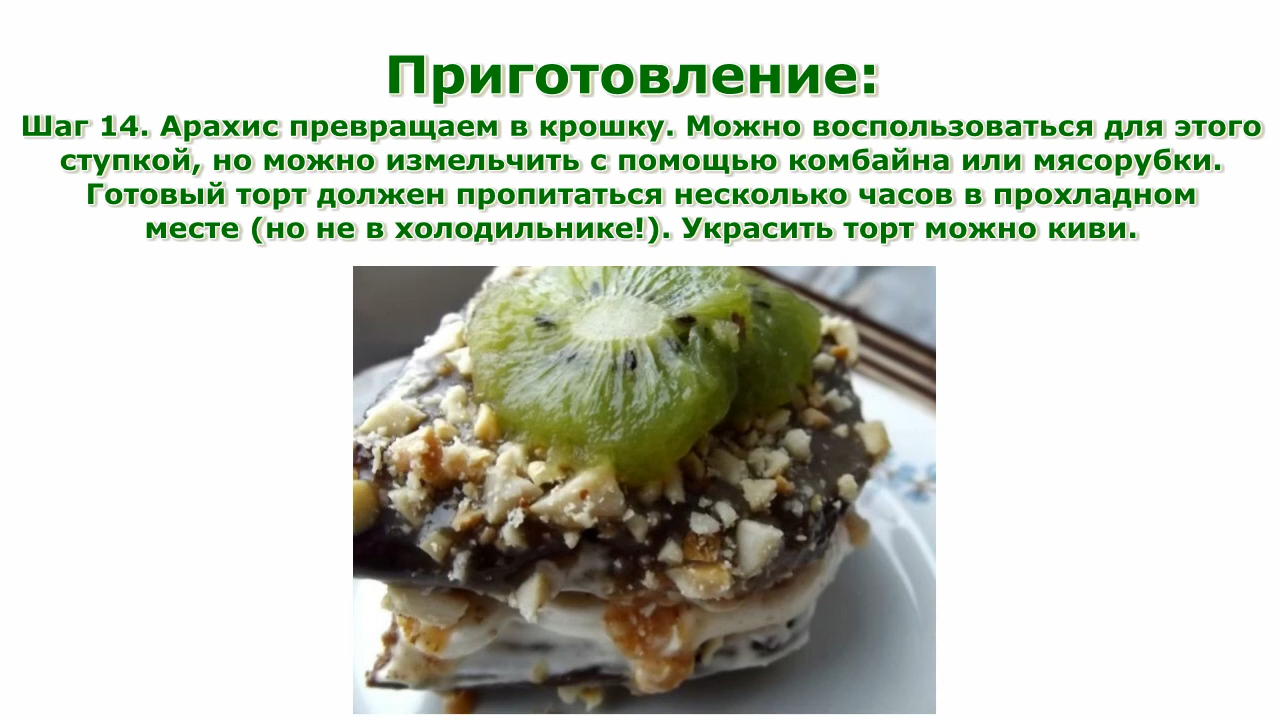 Приготовление:
Шаг 14. Арахис превращаем в крошку. Можно воспользоваться для этого
ступкой, но можно измельчить с помощью комбайна или мясорубки.
Готовый торт должен пропитаться несколько часов в прохладном
месте (но не в холодильнике!). Украсить торт можно киви.